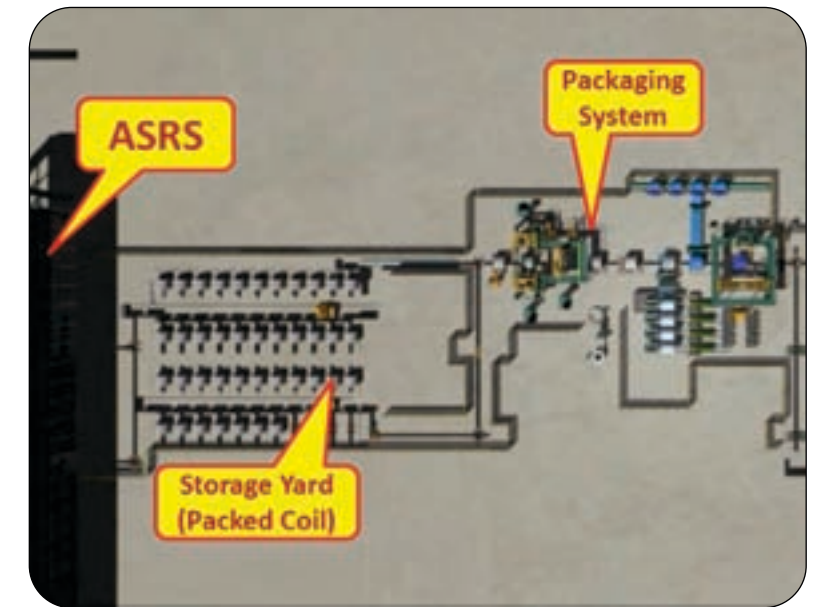 ASRS
Packaging
System
Storage Yard
(Packed Coil)